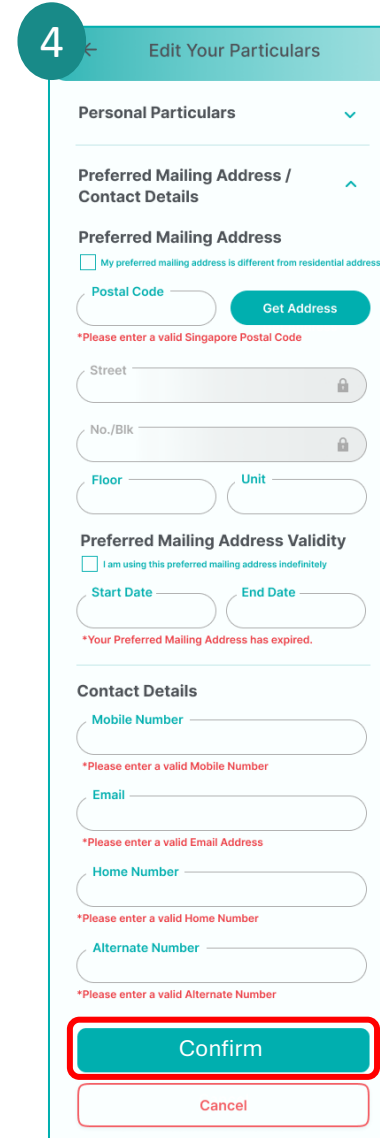 4
Edit Your Particulars
Personal Particulars
Preferred Mailing Address /
Contact Details
Preferred Mailing Address
My preferred mailing address is different from residential address
Postal Code
Get Address
*Please enter a valid Singapore Postal Code
Street
No./Blk
Floor
Unit
Preferred Mailing Address Validity
I am using this preferred mailing address indefinitely
Start Date
End Date
*Your Preferred Mailing Address has expired.
Contact Details
Mobile Number
*Please enter a valid Mobile Number
Email
*Please enter a valid Email Address
Home Number
*Please enter a valid Home Number
Alternate Number
*Please enter a valid Alternate Number
Confirm
Cancel